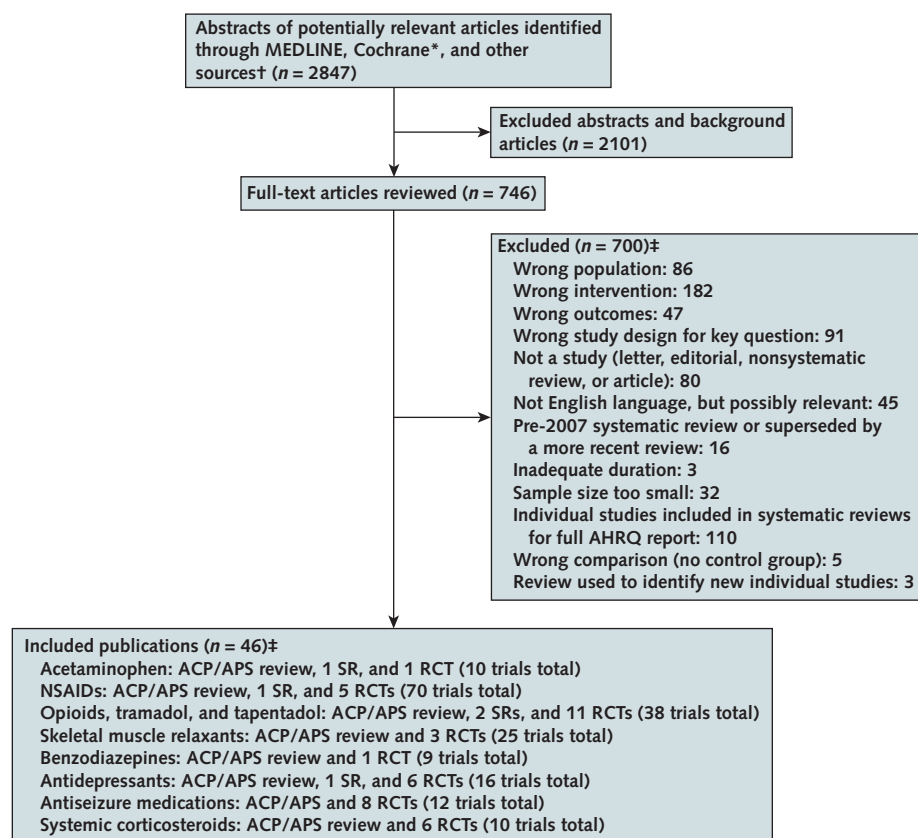 Abstracts of potentially relevant articles identified
through MEDLINE, Cochrane*, and other
sources† (n = 2847)
Excluded abstracts and background
articles (n = 2101)
Full-text articles reviewed (n = 746)
Excluded (n = 700)‡
Wrong population: 86
Wrong intervention: 182
Wrong outcomes: 47
Wrong study design for key question: 91
Not a study (letter, editorial, nonsystematic
review, or article): 80
Not English language, but possibly relevant: 45
Pre-2007 systematic review or superseded by
a more recent review: 16
Inadequate duration: 3
Sample size too small: 32
Individual studies included in systematic reviews
for full AHRQ report: 110
Wrong comparison (no control group): 5
Review used to identify new individual studies: 3
Included publications (n = 46)‡
Acetaminophen: ACP/APS review, 1 SR, and 1 RCT (10 trials total)
NSAIDs: ACP/APS review, 1 SR, and 5 RCTs (70 trials total)
Opioids, tramadol, and tapentadol: ACP/APS review, 2 SRs, and 11 RCTs (38 trials total)
Skeletal muscle relaxants: ACP/APS review and 3 RCTs (25 trials total)
Benzodiazepines: ACP/APS review and 1 RCT (9 trials total)
Antidepressants: ACP/APS review, 1 SR, and 6 RCTs (16 trials total)
Antiseizure medications: ACP/APS and 8 RCTs (12 trials total)
Systemic corticosteroids: ACP/APS review and 6 RCTs (10 trials total)